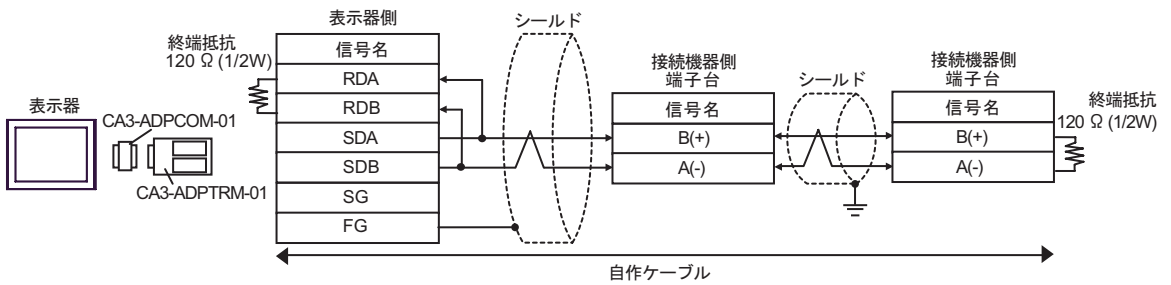 表示器
CA3-ADPCOM-01
CA3-ADPTRM-01
終端抵抗
120 Ω (1/2W)
表示器側
信号名
RDA
RDB
SDA
SDB
SG
FG
シールド
接続機器側
端子台
信号名
B(+)
A(-)
シールド
接続機器側
端子台
信号名
B(+)
A(-)
終端抵抗
120 Ω (1/2W)
自作ケーブル